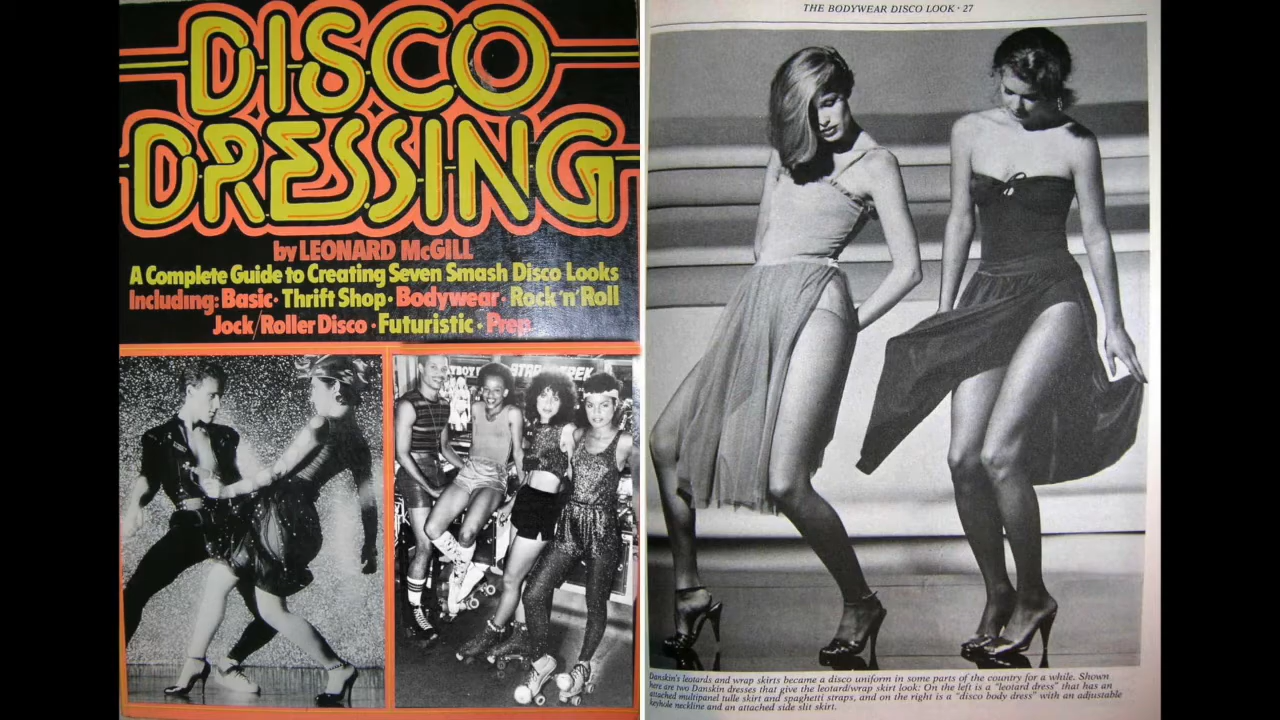 DISCO
DRESSING
by LEONARD McGILL
A Complete Guide to Creating Seven Smash Disco Looks
Including: Basic · Thrift Shop · Bodywear · Rock 'n' Roll
Jock/Roller Disco · Futuristic · Prep
PLAYBOY
STAR TREK
THE BODYWEAR DISCO LOOK · 27
Danskin's leotards and wrap skirts became a disco uniform in some parts of the country for a while. Shown
here are two Danskin dresses that give the leotard/wrap skirt look: On the left is a "leotard dress" that has an
attached multipanel tulle skirt and spaghetti straps, and on the right is a "disco body dress" with an adjustable
keyhole neckline and an attached side slit skirt.